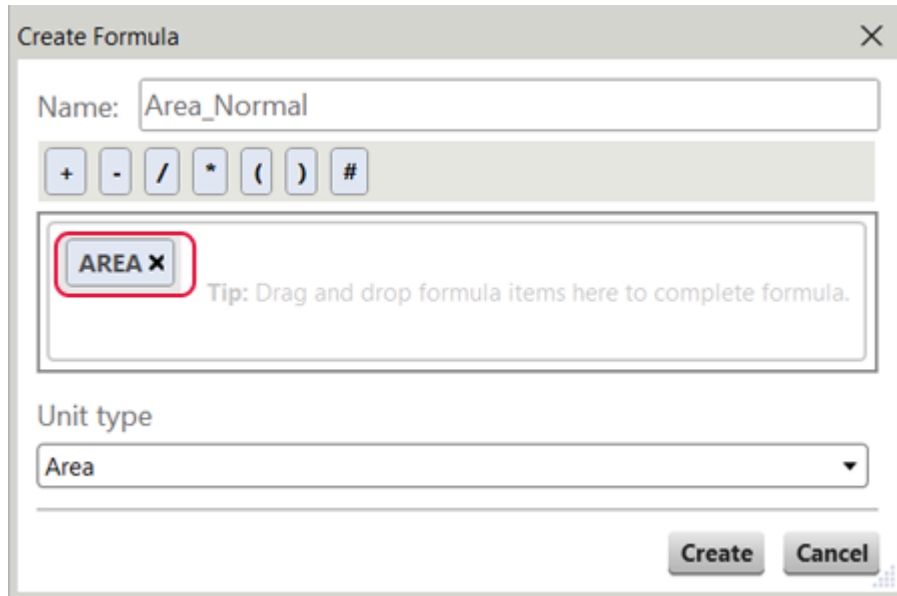 Create Formula
Name: Area_Normal
+ - / * ( ) #
AREA ×
Tip: Drag and drop formula items here to complete formula.
Unit type
Area
Create Cancel